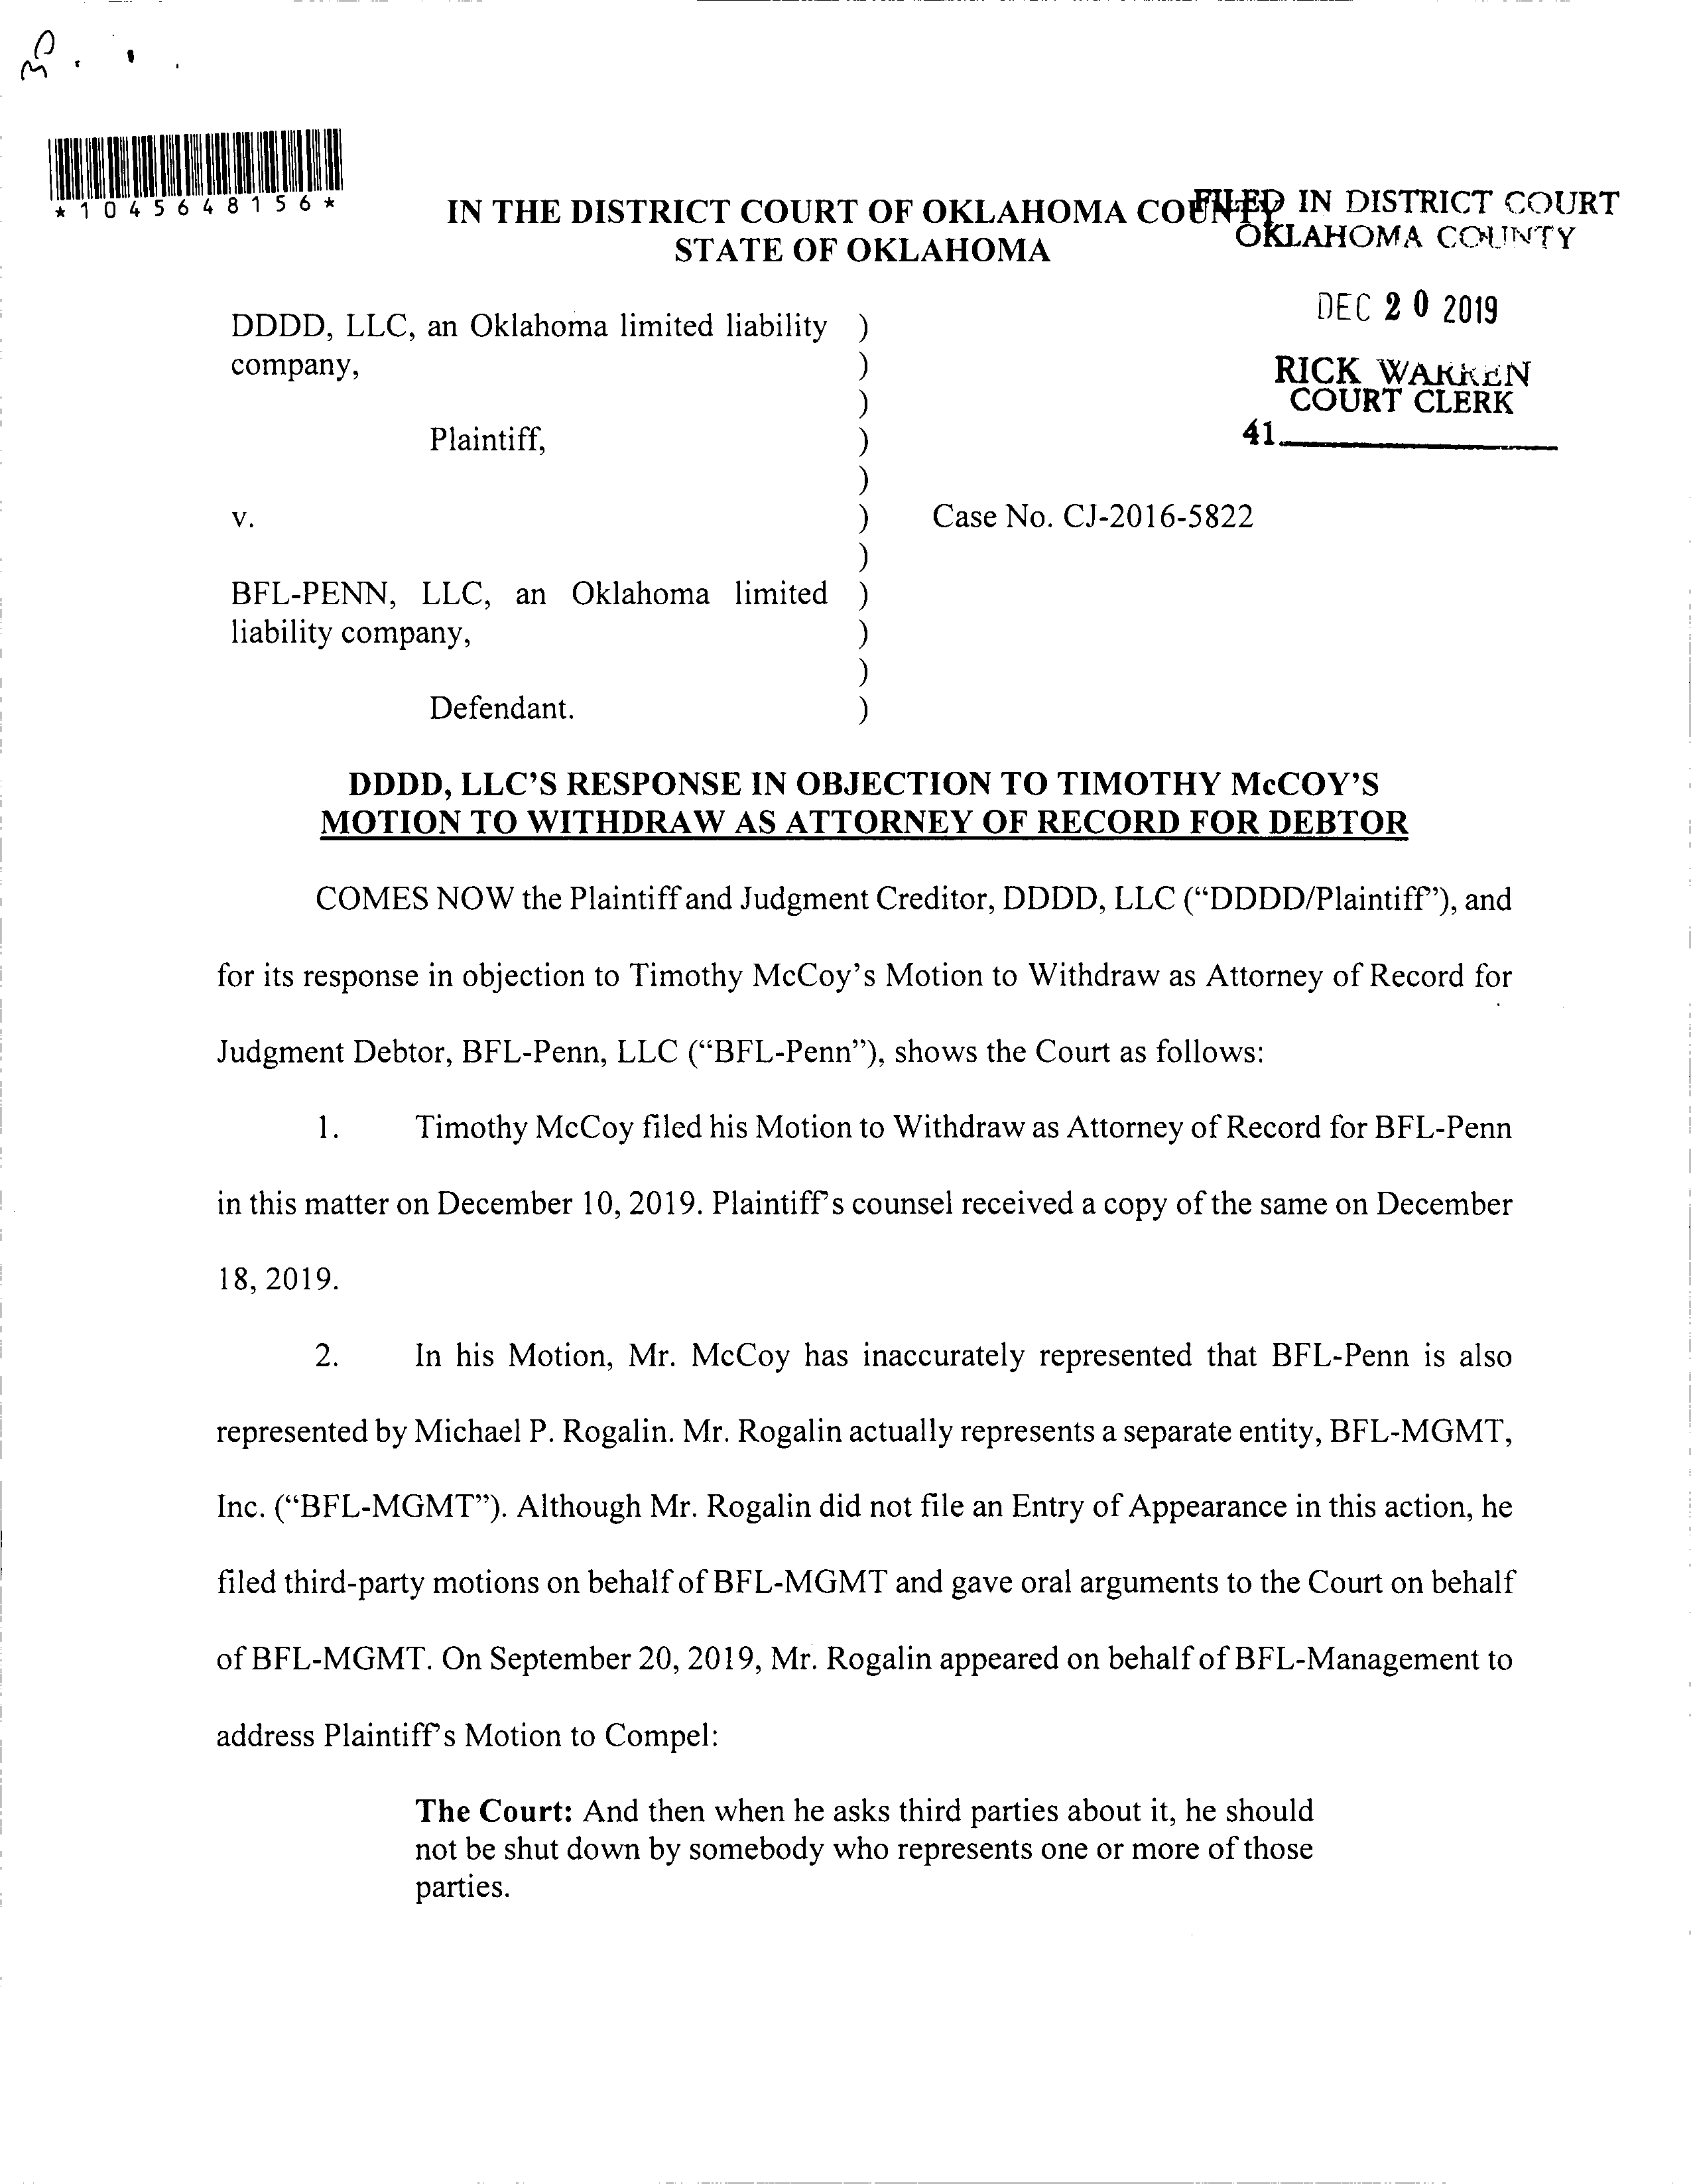 *1045648156*
IN THE DISTRICT COURT OF OKLAHOMA COUNTY
STATE OF OKLAHOMA
FILED IN DISTRICT COURT
OKLAHOMA COUNTY
DEC 20 2019
RICK WARREN
COURT CLERK
41
DDDD, LLC, an Oklahoma limited liability )
company, )
)
Plaintiff, )
)
v. ) Case No. CJ-2016-5822
)
BFL-PENN, LLC, an Oklahoma limited )
liability company, )
)
Defendant. )
DDDD, LLC'S RESPONSE IN OBJECTION TO TIMOTHY McCOY'S
MOTION TO WITHDRAW AS ATTORNEY OF RECORD FOR DEBTOR
COMES NOW the Plaintiff and Judgment Creditor, DDDD, LLC ("DDDD/Plaintiff"), and
for its response in objection to Timothy McCoy's Motion to Withdraw as Attorney of Record for
Judgment Debtor, BFL-Penn, LLC ("BFL-Penn"), shows the Court as follows:
1. Timothy McCoy filed his Motion to Withdraw as Attorney of Record for BFL-Penn
in this matter on December 10, 2019. Plaintiff's counsel received a copy of the same on December
18, 2019.
2. In his Motion, Mr. McCoy has inaccurately represented that BFL-Penn is also
represented by Michael P. Rogalin. Mr. Rogalin actually represents a separate entity, BFL-MGMT,
Inc. ("BFL-MGMT"). Although Mr. Rogalin did not file an Entry of Appearance in this action, he
filed third-party motions on behalf of BFL-MGMT and gave oral arguments to the Court on behalf
of BFL-MGMT. On September 20, 2019, Mr. Rogalin appeared on behalf of BFL-Management to
address Plaintiff's Motion to Compel:
The Court: And then when he asks third parties about it, he should
not be shut down by somebody who represents one or more of those
parties.